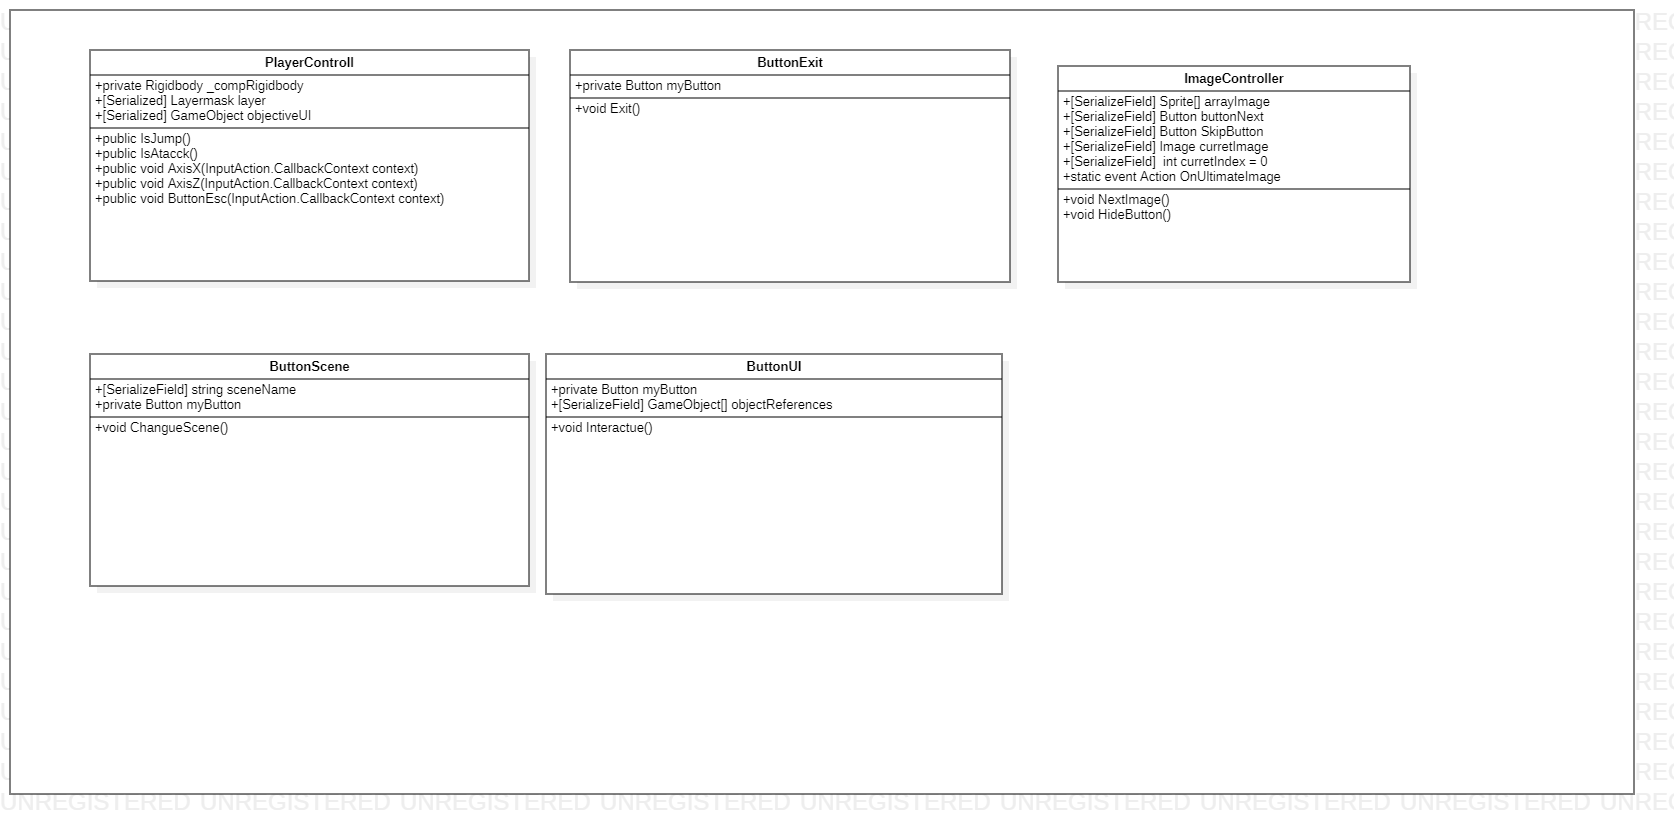 PlayerControll
+private Rigidbody _compRigidbody
+[Serialized] Layermask layer
+[Serialized] GameObject objectiveUI
+public IsJump()
+public IsAtacck()
+public void AxisX(InputAction.CallbackContext context)
+public void AxisZ(InputAction.CallbackContext context)
+public void ButtonEsc(InputAction.CallbackContext context)
ButtonExit
+private Button myButton
+void Exit()
ImageController
+[SerializeField] Sprite[] arrayImage
+[SerializeField] Button buttonNext
+[SerializeField] Button SkipButton
+[SerializeField] Image curretImage
+[SerializeField]  int curretIndex = 0
+static event Action OnUltimateImage
+void NextImage()
+void HideButton()
ButtonScene
+[SerializeField] string sceneName
+private Button myButton
+void ChangueScene()
ButtonUI
+private Button myButton
+[SerializeField] GameObject[] objectReferences
+void Interactue()
UNREGISTERED UNREGISTERED UNREGISTERED UNREGISTERED UNREGISTERED UNREGISTERED UNREGISTERED UNREGISTERED